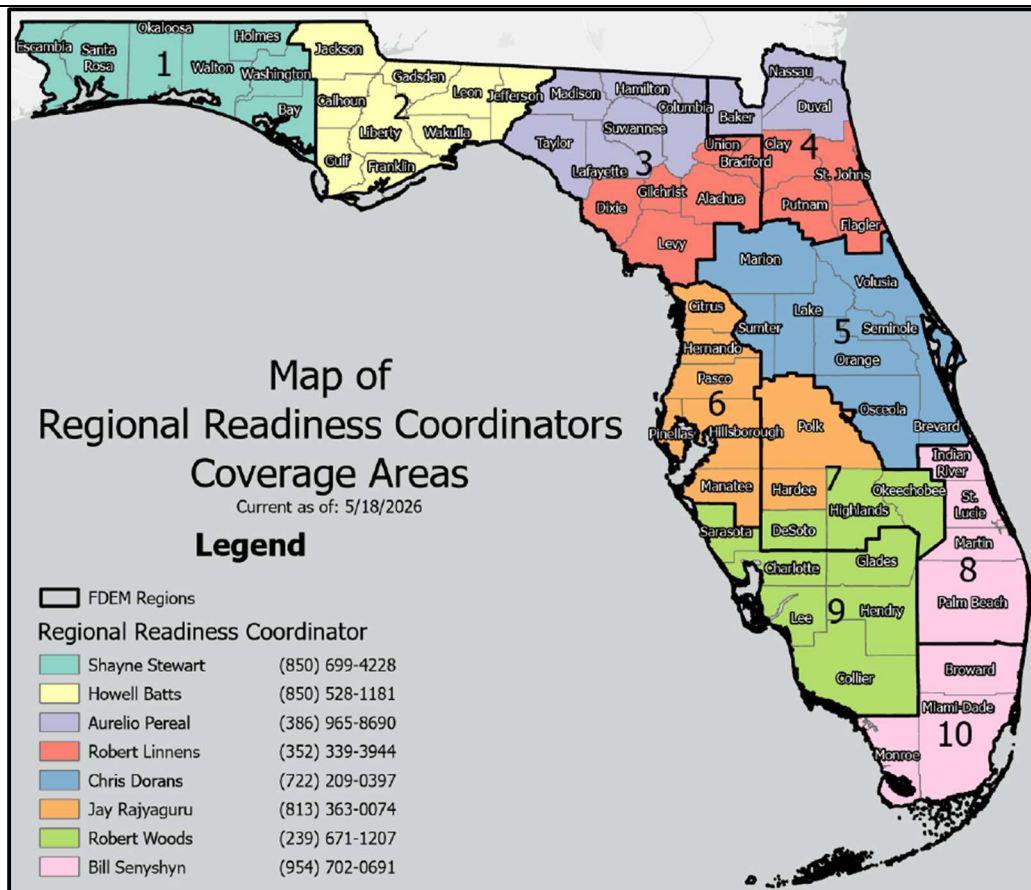 Okaloosa
Holmes
Escambia
Santa
Rosa
1
Walton
Washington
Bay
Jackson
Gadsden
Calhoun
2
Leon
Jefferson
Liberty
Wakulla
Gulf
Franklin
Madison
Hamilton
Columbia
Suwannee
Taylor
Lafayette
3
Baker
Nassau
Duval
Union
Bradford
Clay
4
St. Johns
Gilchrist
Alachua
Putnam
Dixie
Flagler
Levy
Marion
Volusia
Lake
Sumter
5
Seminole
Orange
Osceola
Brevard
Citrus
Hernando
Pasco
6
Pinellas
Hillsborough
Polk
Manatee
Hardee
7
Okeechobee
Highlands
Sarasota
DeSoto
Indian
River
St.
Lucie
Martin
8
Palm Beach
Charlotte
Glades
Lee
9
Hendry
Collier
Broward
Miami-Dade
10
Monroe
Map of
Regional Readiness Coordinators
Coverage Areas
Current as of: 5/18/2026
Legend
FDEM Regions
Regional Readiness Coordinator
Shayne Stewart (850) 699-4228
Howell Batts (850) 528-1181
Aurelio Pereal (386) 965-8690
Robert Linnens (352) 339-3944
Chris Dorans (722) 209-0397
Jay Rajyaguru (813) 363-0074
Robert Woods (239) 671-1207
Bill Senyshyn (954) 702-0691